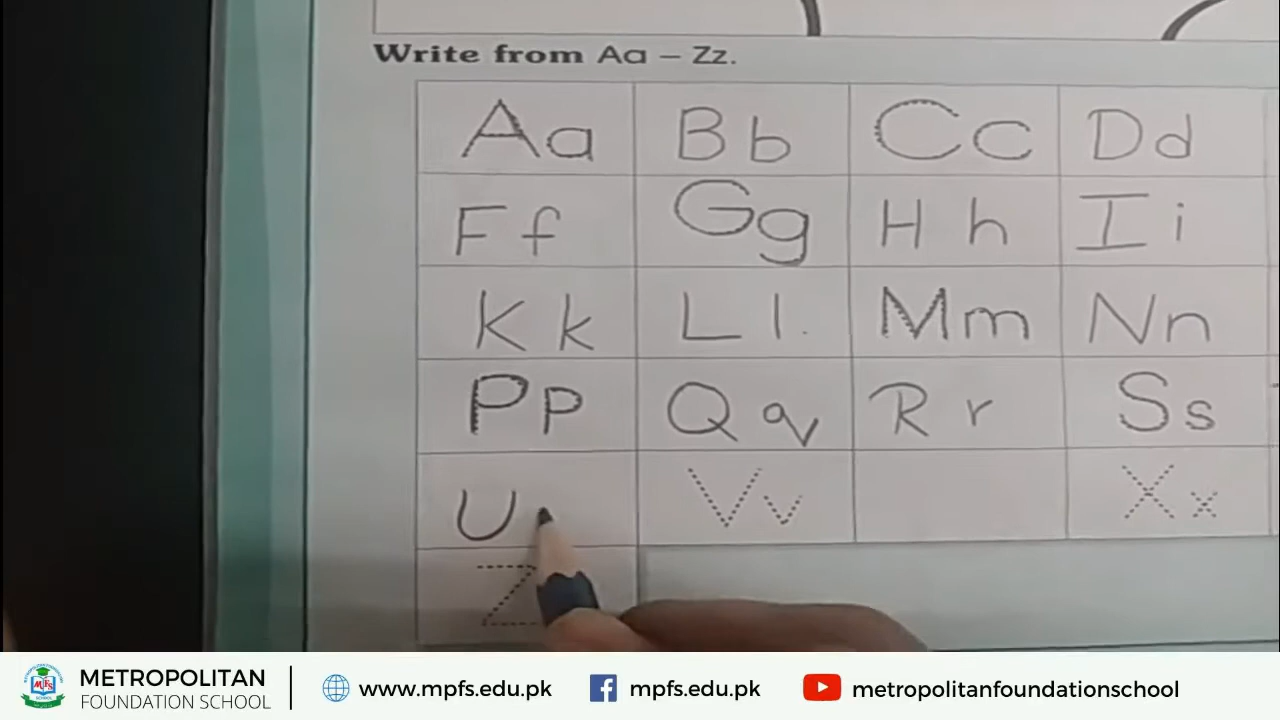 Write from Aa – Zz.
Aa Bb Cc Dd
Ff Gg Hh Ii
Kk Ll. Mm Nn
Pp Qq Rr Ss
U Vv Xx
Z
METROPOLITAN
FOUNDATION SCHOOL
www.mpfs.edu.pk
mpfs.edu.pk
metropolitanfoundationschool